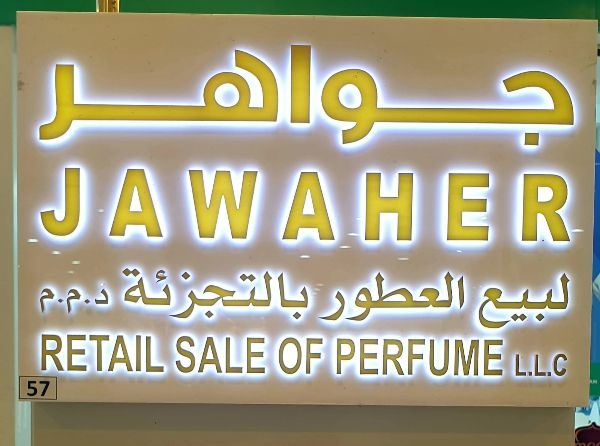 جواهر
JAWAHER
لبيع العطور بالتجزئة د.م.م
RETAIL SALE OF PERFUME L.L.C
57